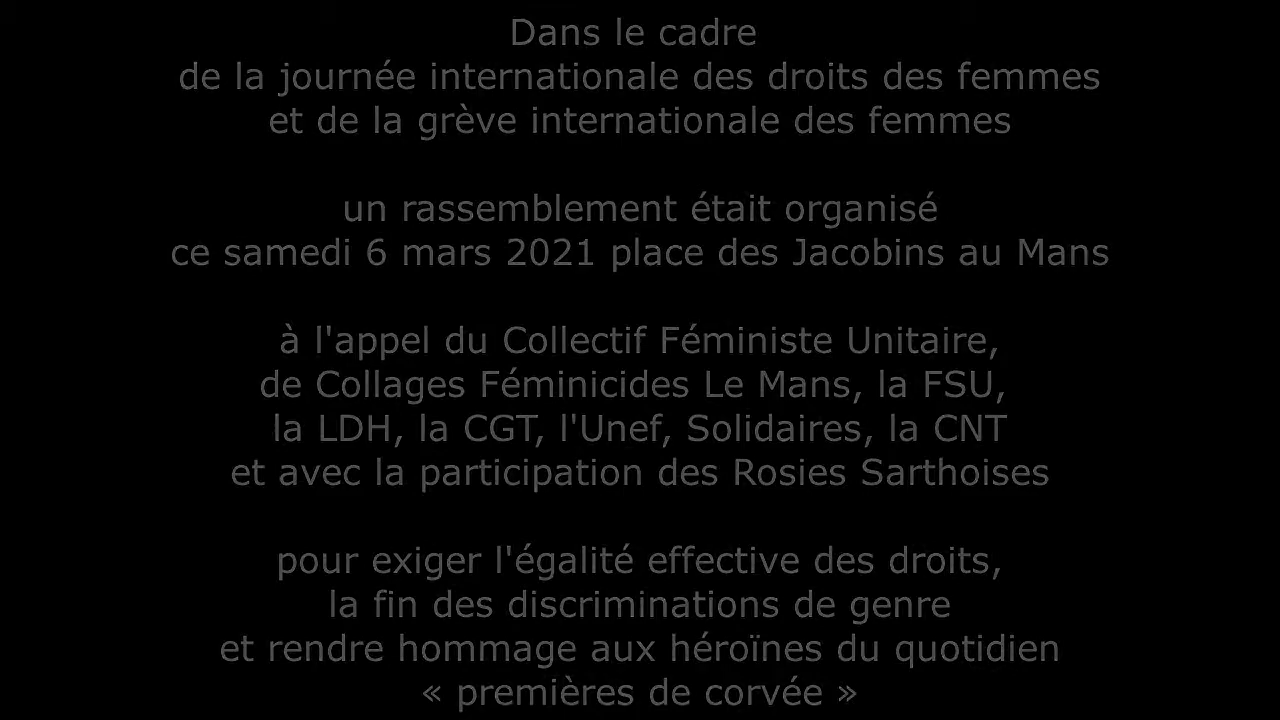 Dans le cadre
de la journée internationale des droits des femmes
et de la grève internationale des femmes
un rassemblement était organisé
ce samedi 6 mars 2021 place des Jacobins au Mans
à l'appel du Collectif Féministe Unitaire,
de Collages Féminicides Le Mans, la FSU,
la LDH, la CGT, l'Unef, Solidaires, la CNT
et avec la participation des Rosies Sarthoises
pour exiger l'égalité effective des droits,
la fin des discriminations de genre
et rendre hommage aux héroïnes du quotidien
« premières de corvée »